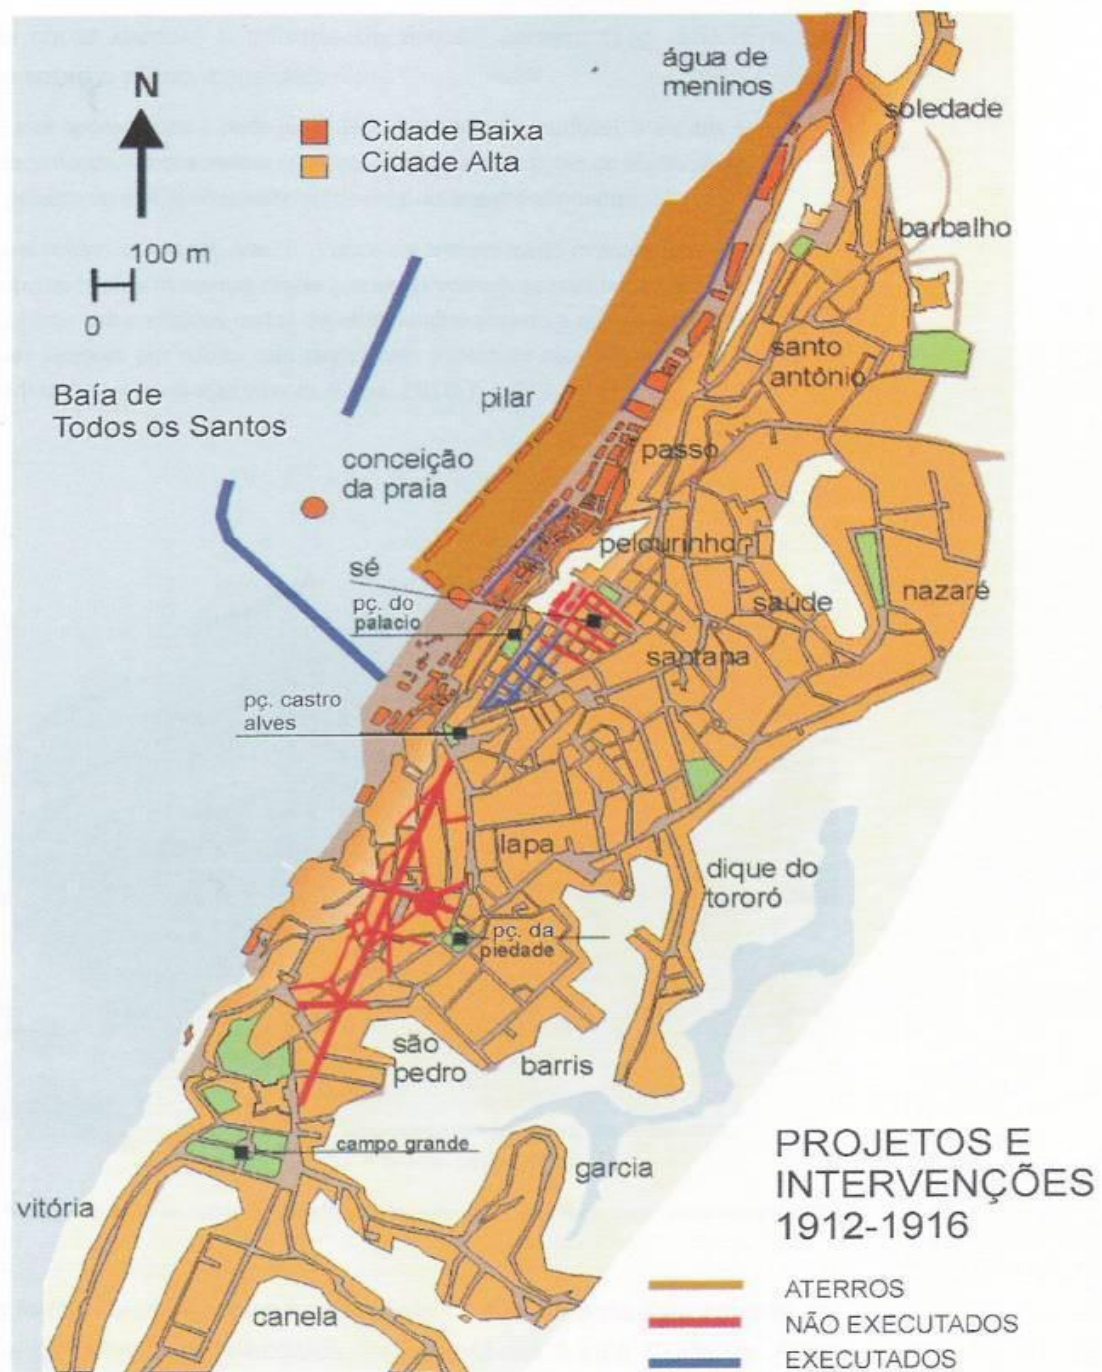 água de
meninos
N
Cidade Baixa
Cidade Alta
soledade
barbalho
100 m
0
santo
antônio
Baía de
Todos os Santos
pilar
passo
conceição
da praia
pelourinho
sé
nazaré
pç. do
palacio
saúde
santana
pç. castro
alves
lapa
dique do
tororó
pç. da
piedade
são
pedro
barris
campo grande
garcia
vitória
canela
PROJETOS E
INTERVENÇÕES
1912-1916
ATERROS
NÃO EXECUTADOS
EXECUTADOS